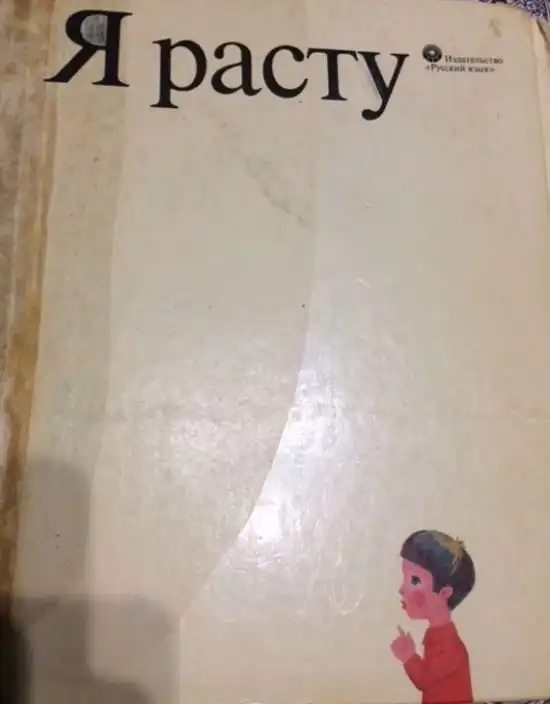 Я расту
Издательство
«Русский язык»